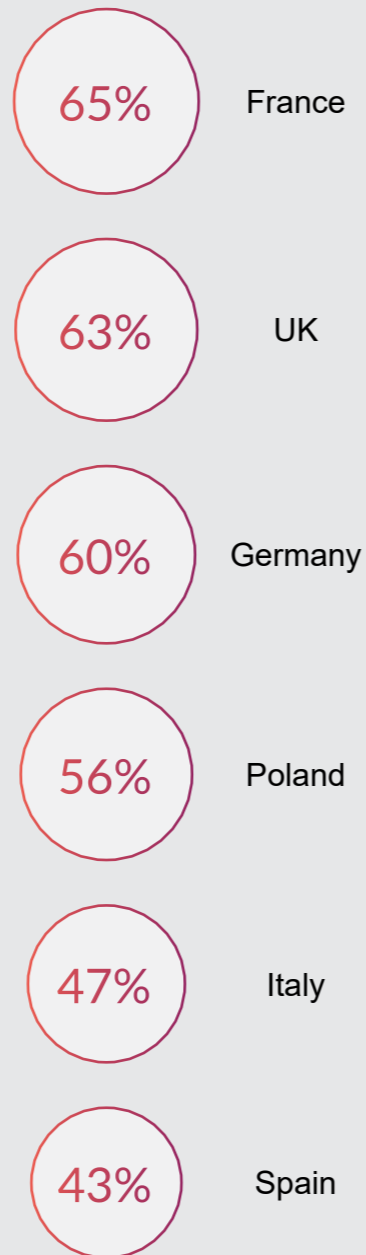 65% France
63% UK
60% Germany
56% Poland
47% Italy
43% Spain